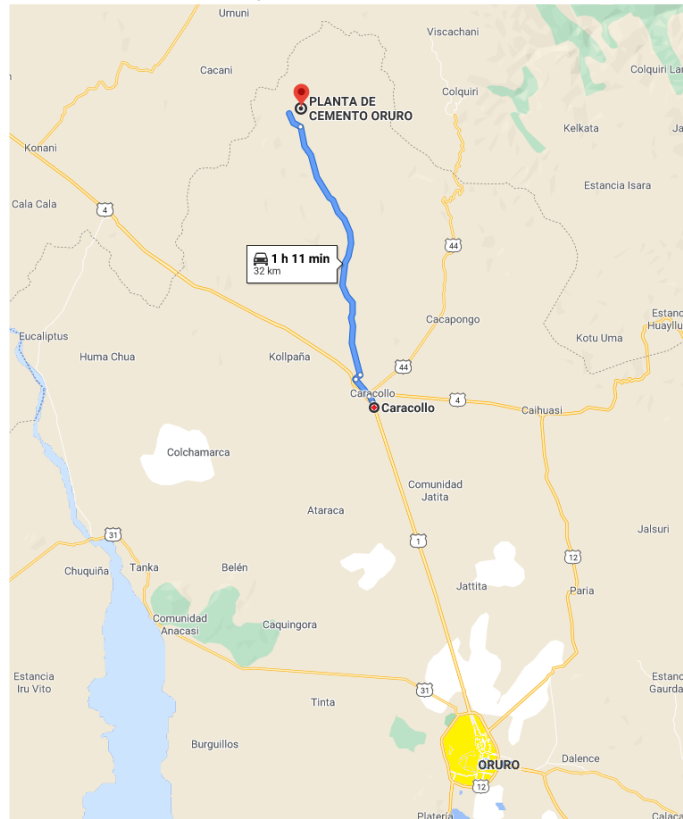 Umuni
Viscachani
Cacani
Colquiri Lar
PLANTA DE
CEMENTO ORURO
Colquiri
Kelkata
Ja
Konani
Estancia Isara
Cala Cala
4
44
1 h 11 min
32 km
Cacapongo
Estanc
Huayllu
Eucaliptus
Kotu Uma
Huma Chua
Kollpaña
44
Caracollo
4
Caracollo
Caihuasi
Colchamarca
Comunidad
Jatita
Ataraca
31
1
Jalsuri
12
Chuquiña
Tanka
Belén
Jattita
Paria
Comunidad
Anacasi
Caquingora
Estancia
Iru Vito
31
Estanc
Gaurda
Tinta
Burguillos
ORURO
Dalence
12
Platería
Calaca